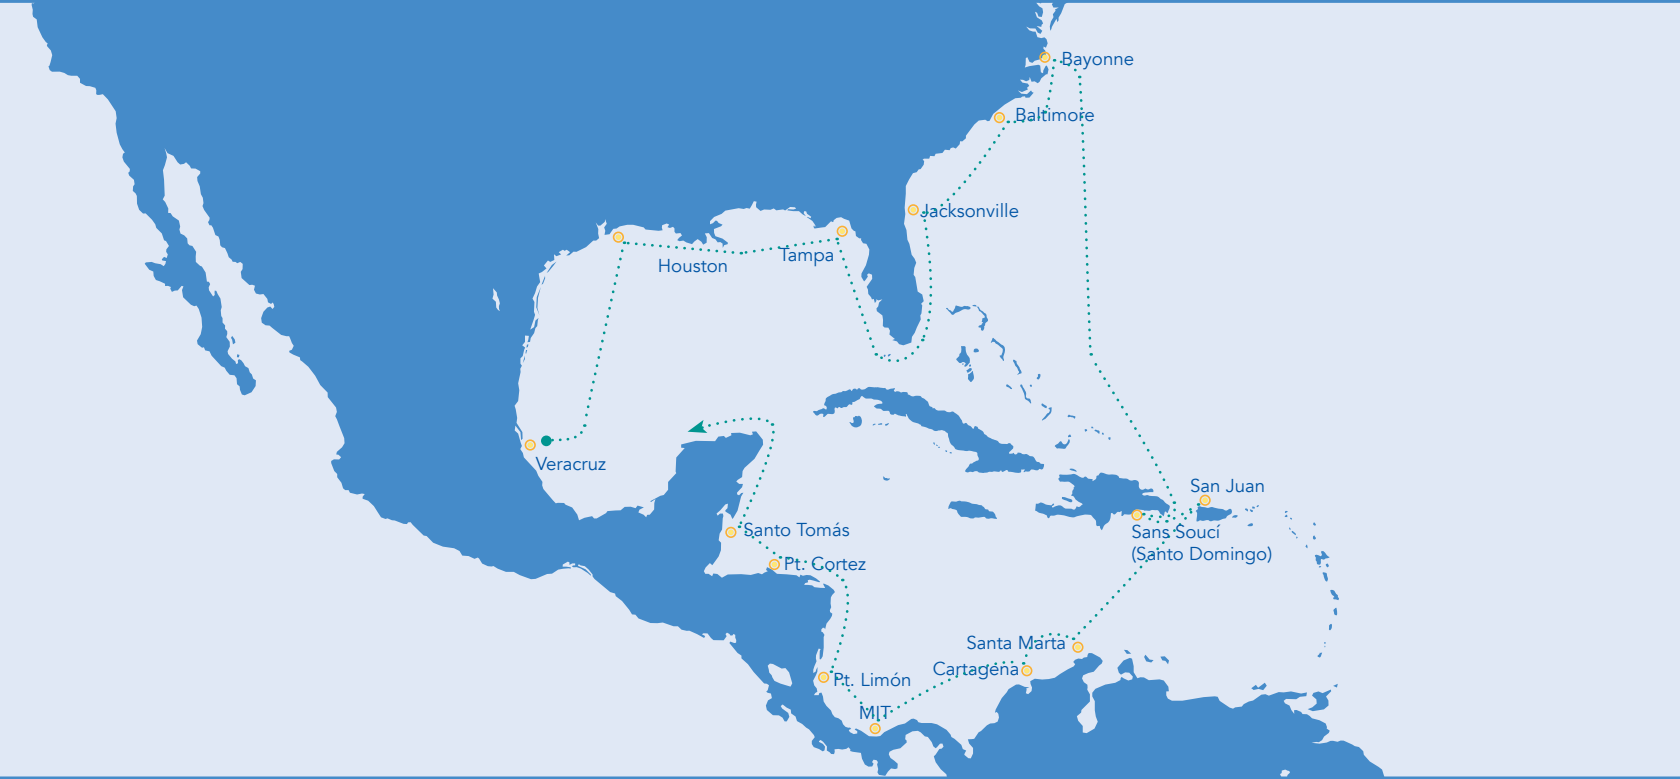 Bayonne
Baltimore
Jacksonville
Tampa
Houston
Veracruz
San Juan
Sans Soucí
(Santo Domingo)
Santo Tomás
Pt. Cortez
Santa Marta
Cartagena
Pt. Limón
MIT